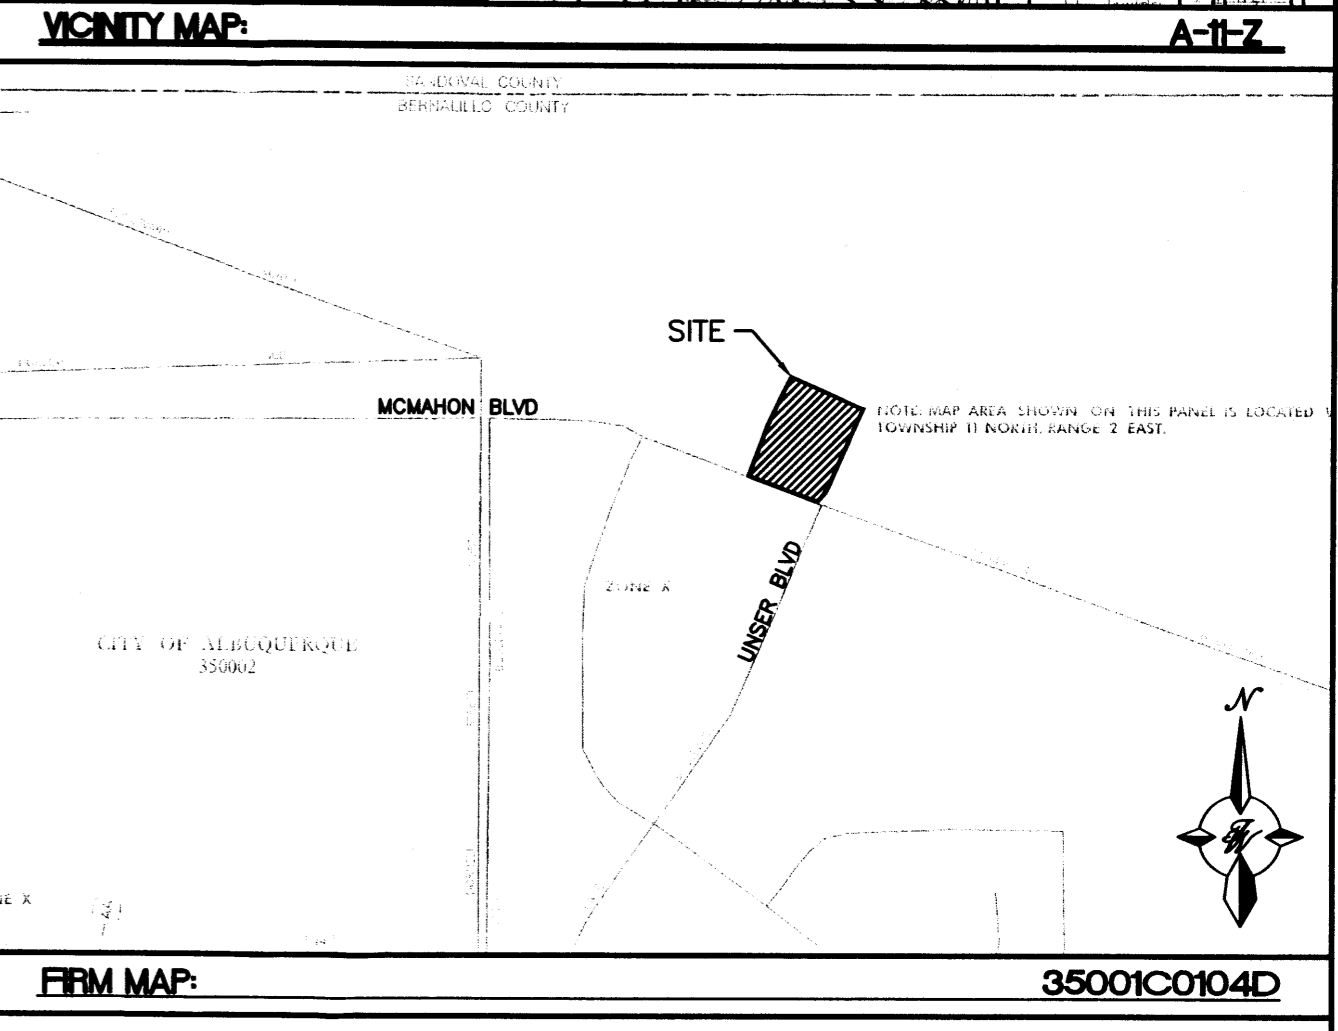 VICINITY MAP:
A-11-Z
SANDOVAL COUNTY
BERNALILLO COUNTY
SITE
MCMAHON BLVD
NOTE: MAP AREA SHOWN ON THIS PANEL IS LOCATED
TOWNSHIP 11 NORTH, RANGE 2 EAST.
ZONE X
UNSER BLVD
CITY OF ALBUQUERQUE
350002
N
X
FIRM MAP:
35001C0104D